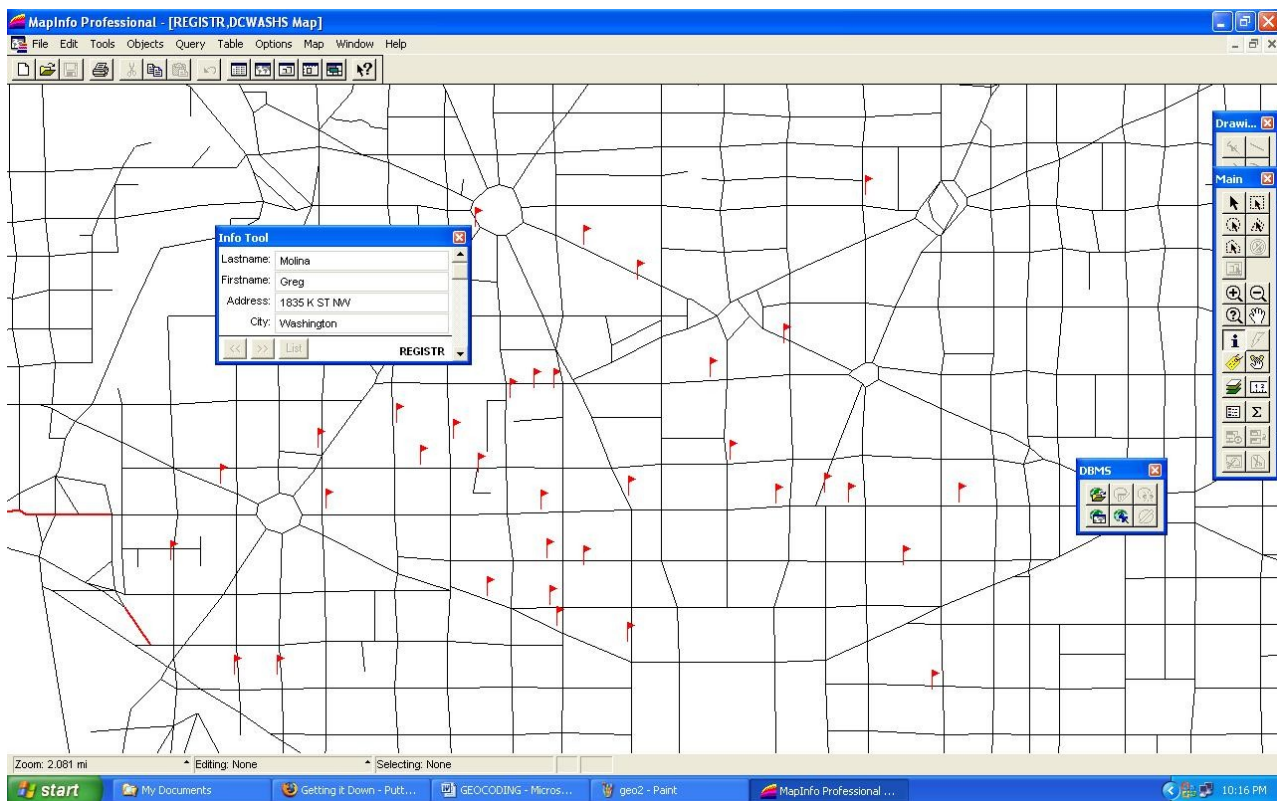 MapInfo Professional - [REGISTR,DCWASHS Map]
File Edit Tools Objects Query Table Options Map Window Help
Drawi...
Main
Info Tool
Lastname: Molina
Firstname: Greg
Address: 1835 K ST NW
City: Washington
<< >> List REGISTR
DBMS
Zoom: 2.081 mi Editing: None Selecting: None
start My Documents Getting it Down - Putt... GEOCODING - Micros... geo2 - Paint MapInfo Professional ... 10:16 PM